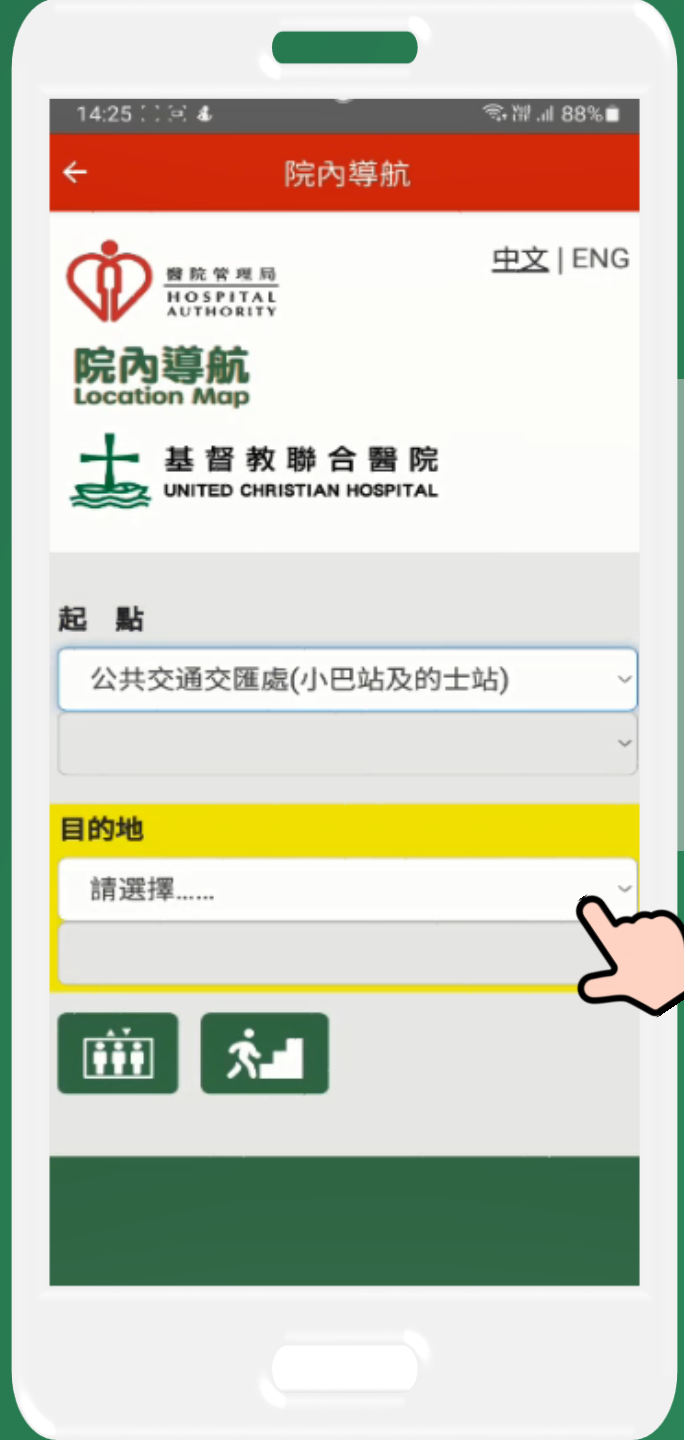 14:25 88%
院內導航
中文 | ENG
醫院管理局
HOSPITAL
AUTHORITY
院內導航
Location Map
基督教聯合醫院
UNITED CHRISTIAN HOSPITAL
起 點
公共交通交匯處(小巴站及的士站)
目的地
請選擇......